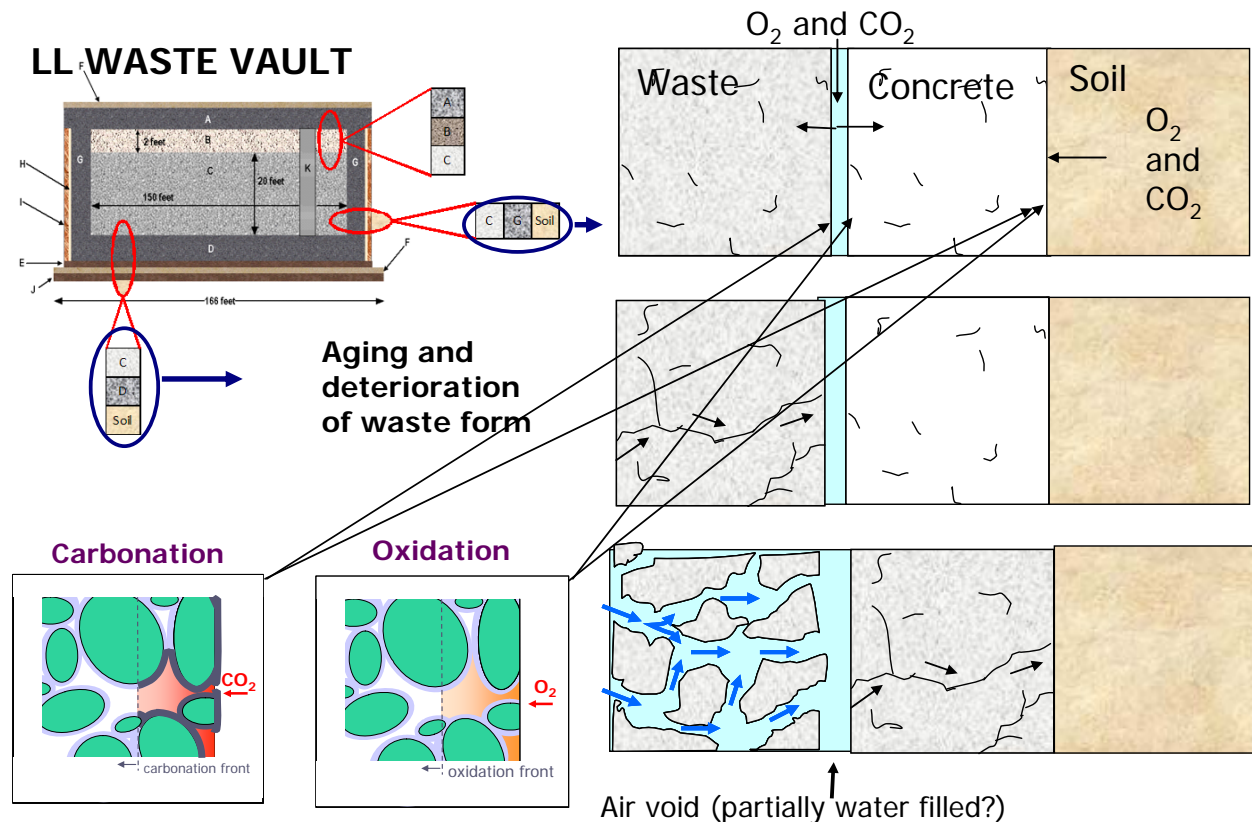 LL WASTE VAULT
F
A
2 feet
B
G
C
K
G
H
20 feet
I
150 feet
D
E
F
J
166 feet
A
B
C
C
G
Soil
C
D
Soil
O2 and CO2
Waste
Concrete
Soil
O2
and
CO2
Aging and
deterioration
of waste form
Carbonation
CO2
carbonation front
Oxidation
O2
oxidation front
Air void (partially water filled?)